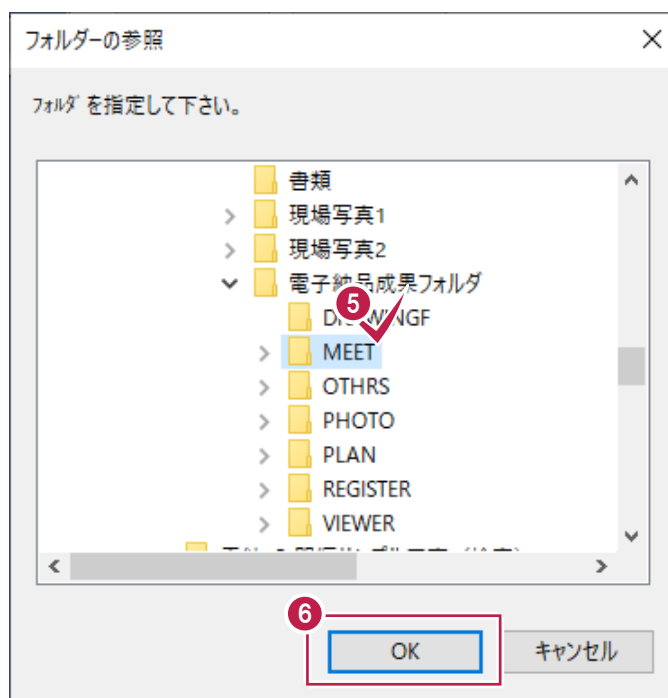 フォルダーの参照
フォルダを指定して下さい。
書類
現場写真1
現場写真2
電子納品成果フォルダ
5
MEET
OTHRS
PHOTO
PLAN
REGISTER
VIEWER
6
OK
キャンセル